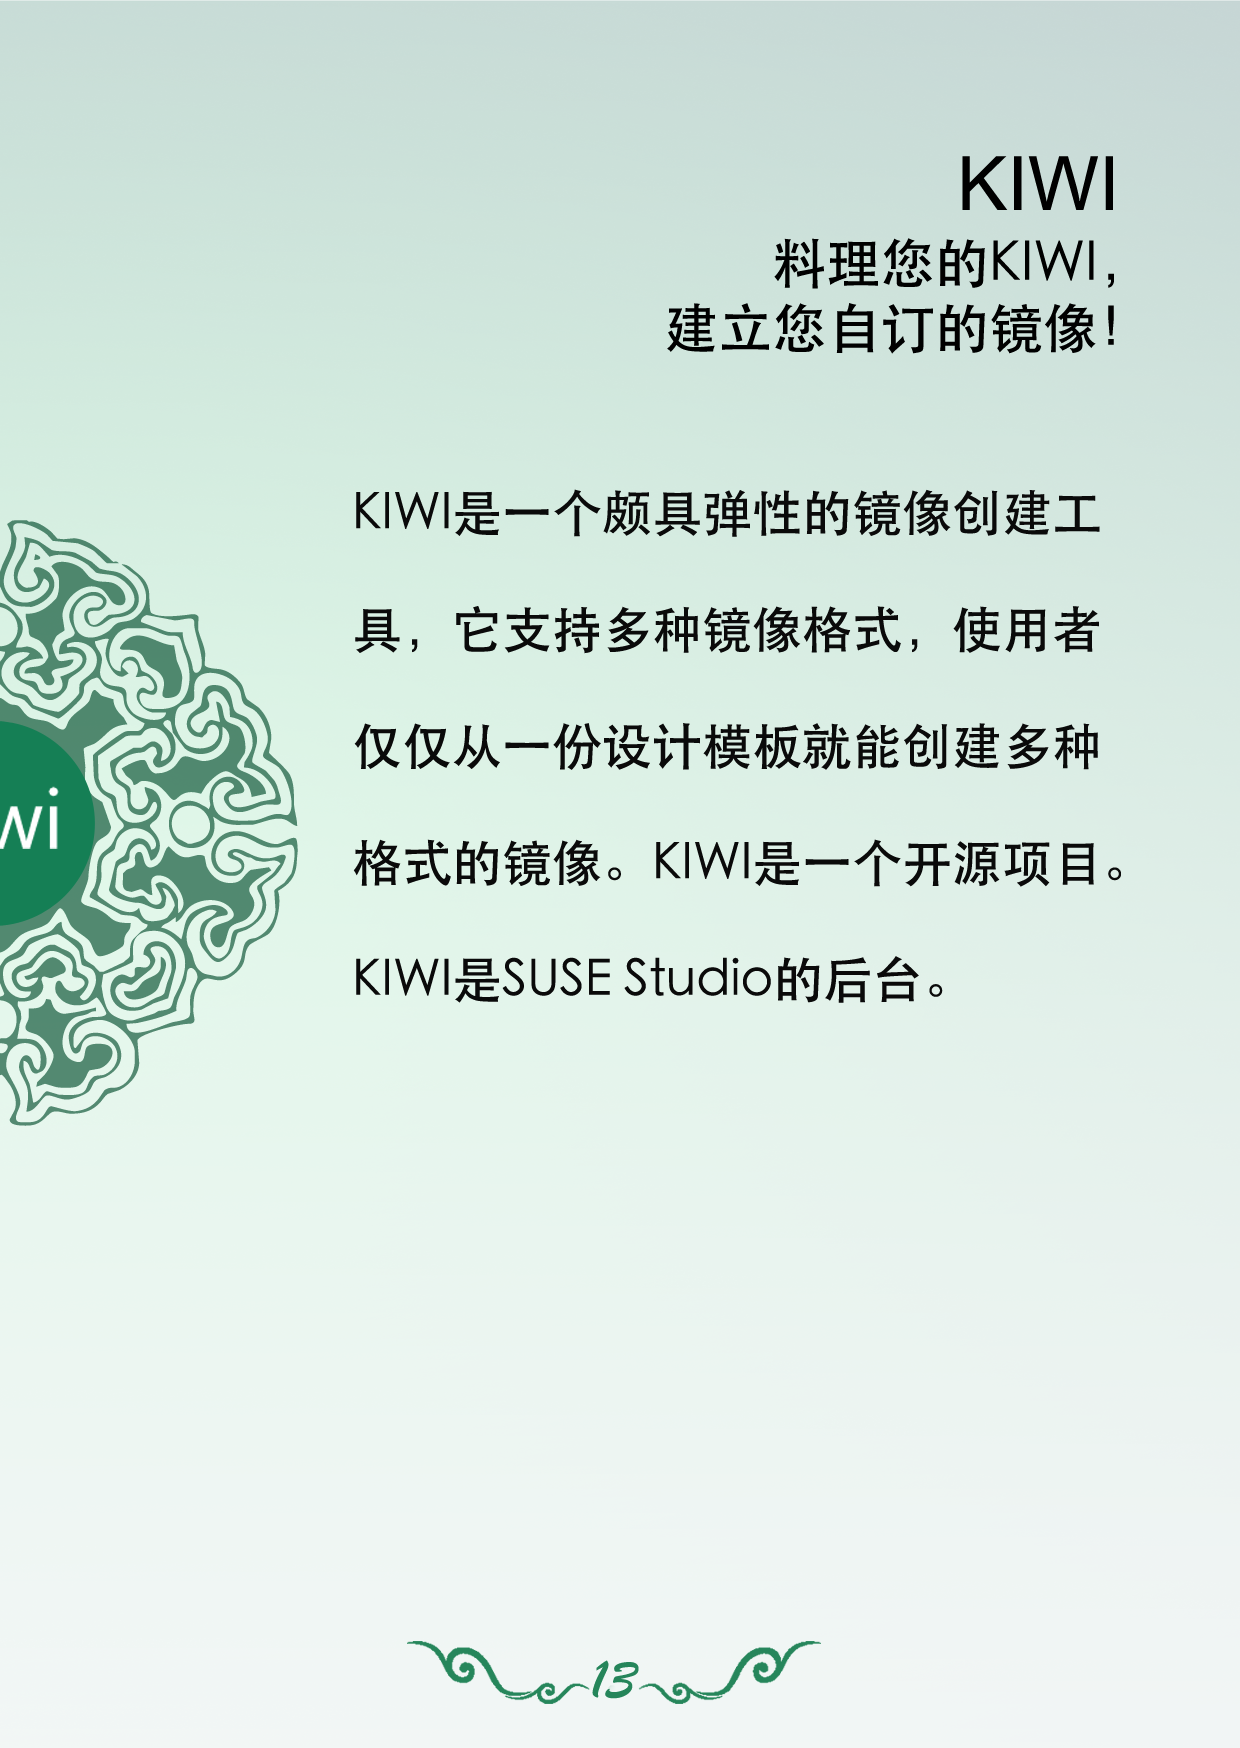 KIWI
料理您的KIWI，
建立您自订的镜像！
KIWI是一个颇具弹性的镜像创建工
具，它支持多种镜像格式，使用者
仅仅从一份设计模板就能创建多种
格式的镜像。KIWI是一个开源项目。
KIWI是SUSE Studio的后台。
wi
13